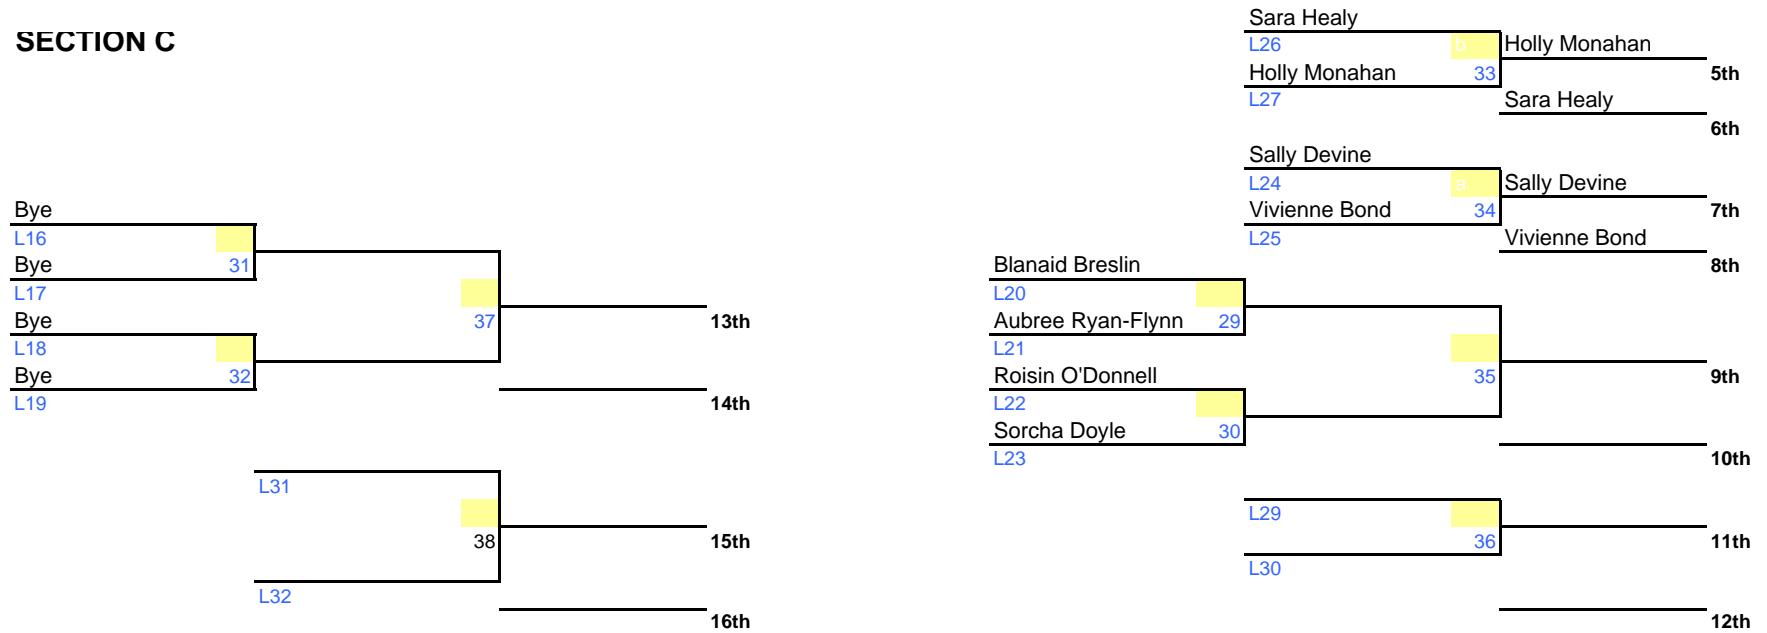 SECTION C
Bye
L16
Bye 31
L17
Bye
L18
Bye 32
L19
37
13th
14th
L31
38
15th
L32
16th
Sara Healy
L26 b Holly Monahan
Holly Monahan 33 5th
L27 Sara Healy
6th
Sally Devine
L24 a Sally Devine
Vivienne Bond 34 7th
L25 Vivienne Bond
8th
Blanaid Breslin
L20
Aubree Ryan-Flynn 29
L21
Roisin O'Donnell 35 9th
L22
Sorcha Doyle 30
L23 10th
L29
36 11th
L30
12th